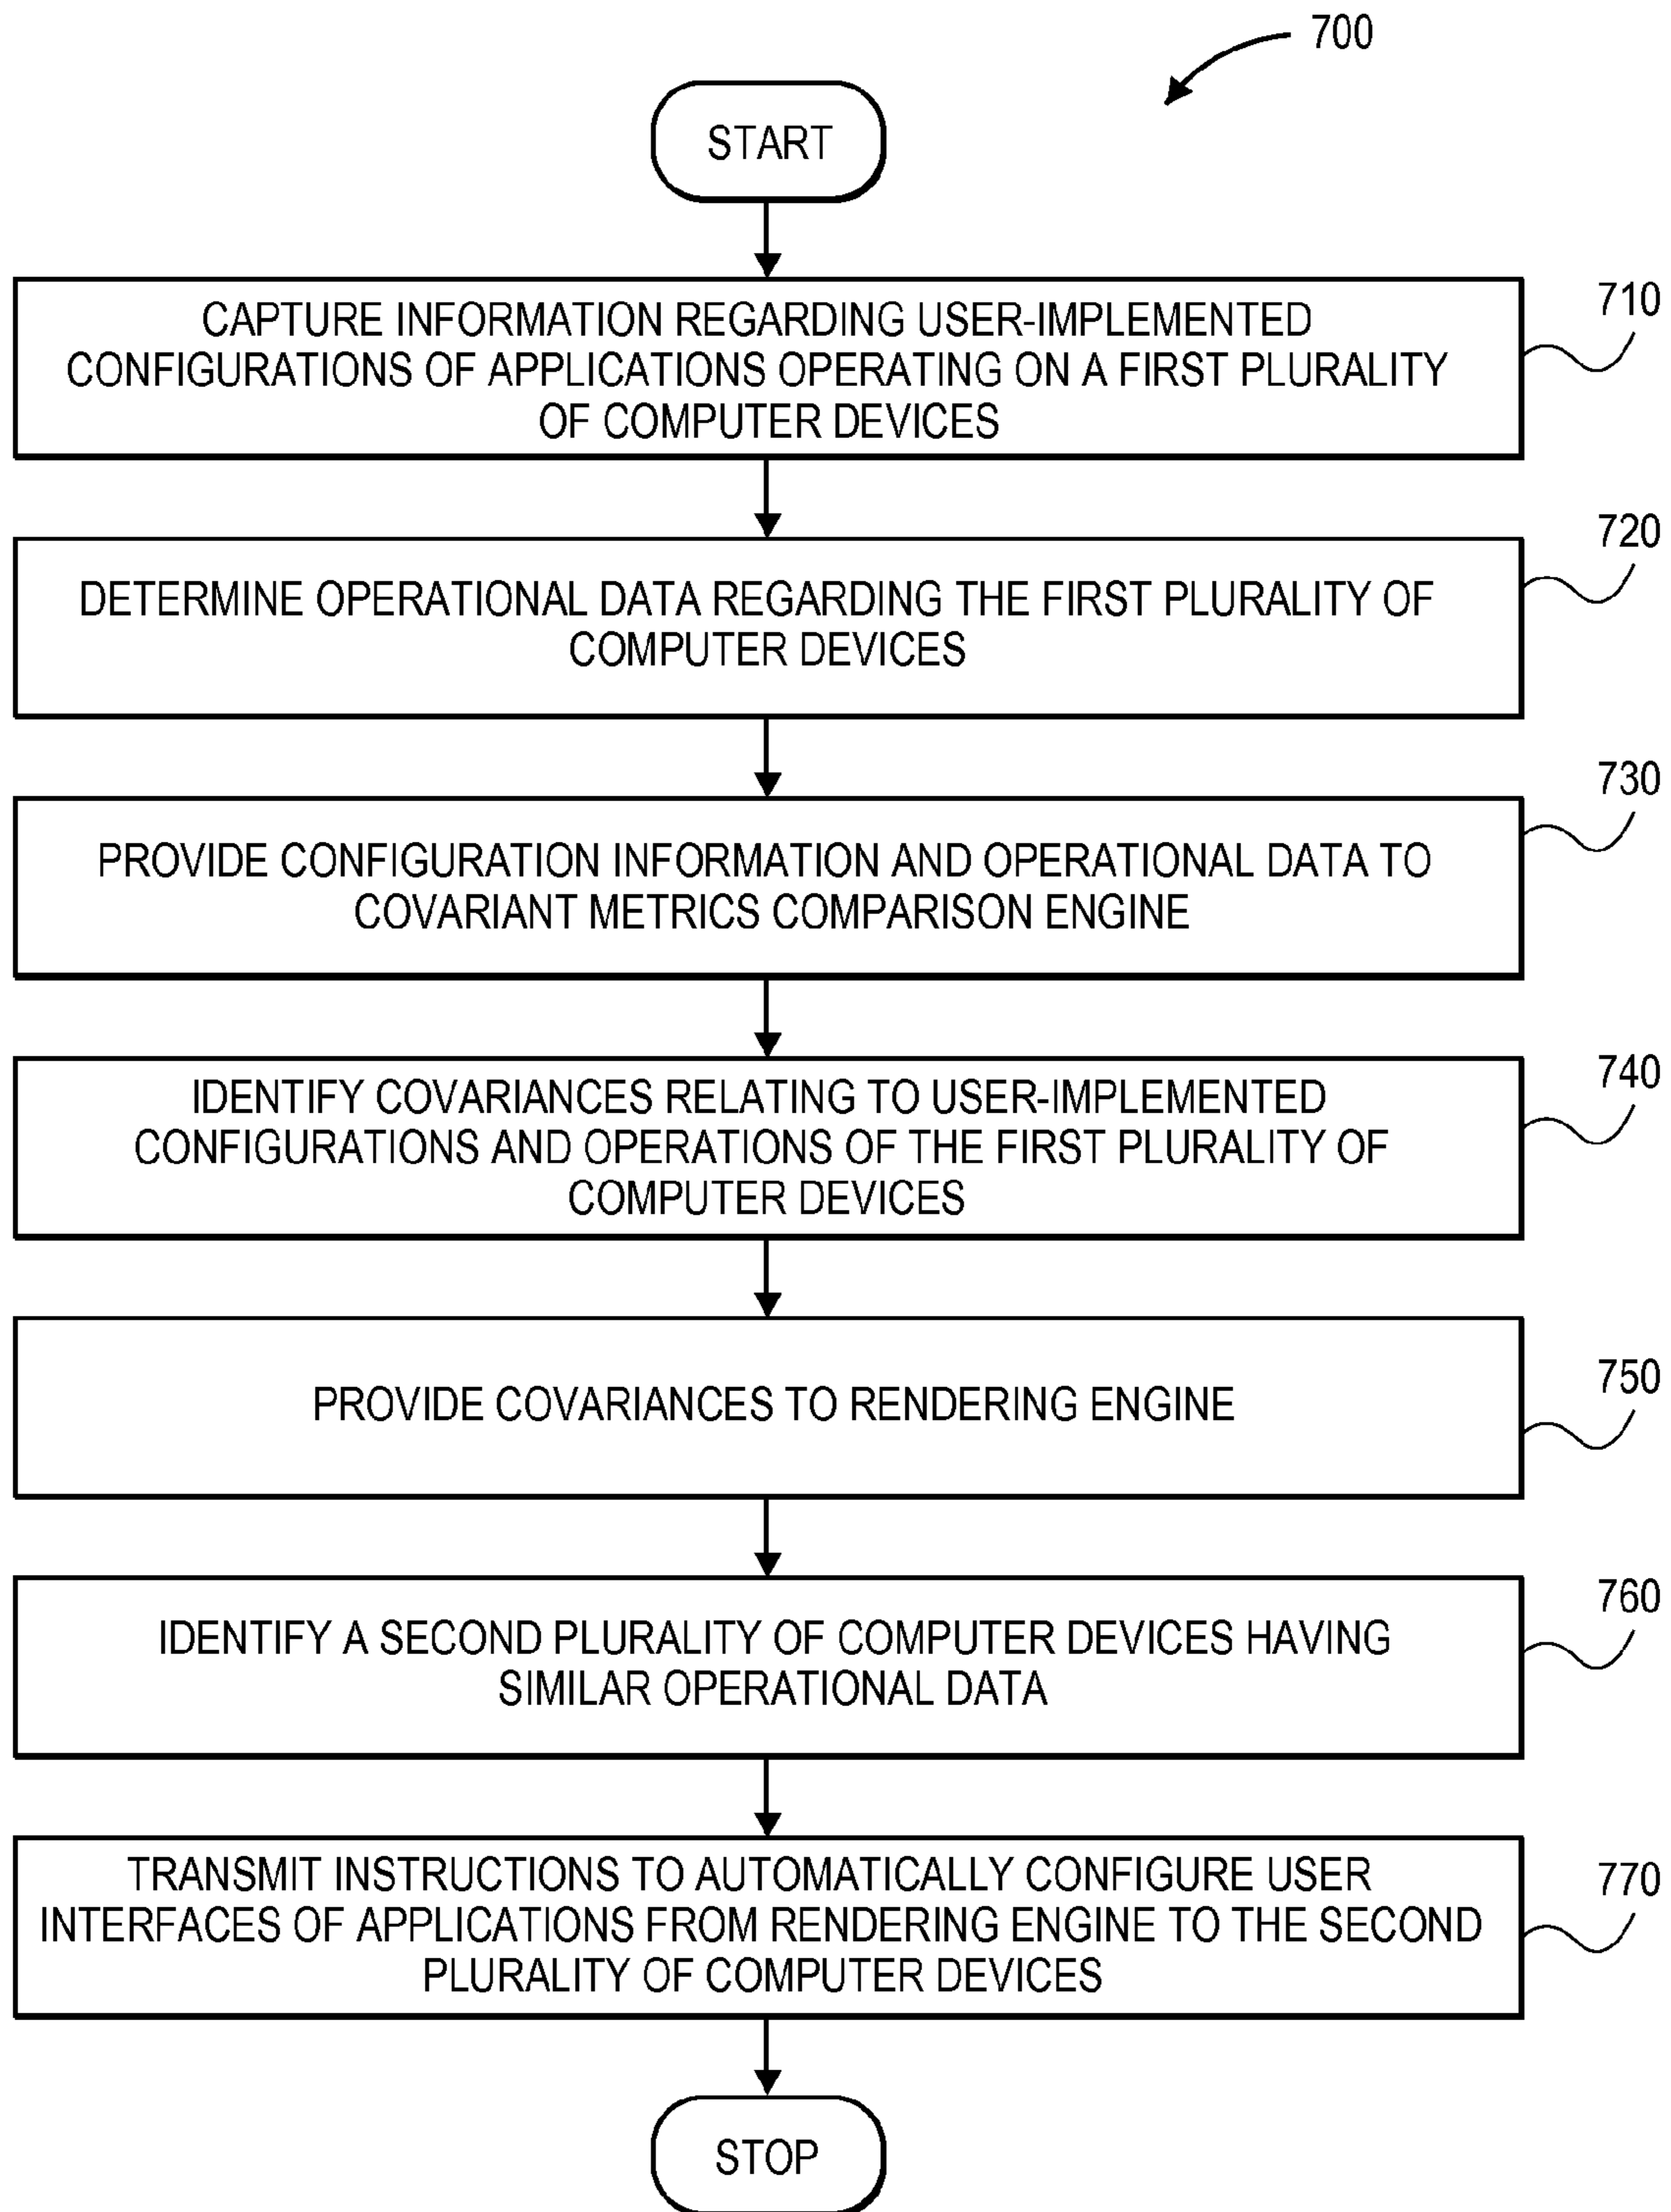 700
START
CAPTURE INFORMATION REGARDING USER-IMPLEMENTED
CONFIGURATIONS OF APPLICATIONS OPERATING ON A FIRST PLURALITY
OF COMPUTER DEVICES
710
DETERMINE OPERATIONAL DATA REGARDING THE FIRST PLURALITY OF
COMPUTER DEVICES
720
PROVIDE CONFIGURATION INFORMATION AND OPERATIONAL DATA TO
COVARIANT METRICS COMPARISON ENGINE
730
IDENTIFY COVARIANCES RELATING TO USER-IMPLEMENTED
CONFIGURATIONS AND OPERATIONS OF THE FIRST PLURALITY OF
COMPUTER DEVICES
740
PROVIDE COVARIANCES TO RENDERING ENGINE
750
IDENTIFY A SECOND PLURALITY OF COMPUTER DEVICES HAVING
SIMILAR OPERATIONAL DATA
760
TRANSMIT INSTRUCTIONS TO AUTOMATICALLY CONFIGURE USER
INTERFACES OF APPLICATIONS FROM RENDERING ENGINE TO THE SECOND
PLURALITY OF COMPUTER DEVICES
770
STOP